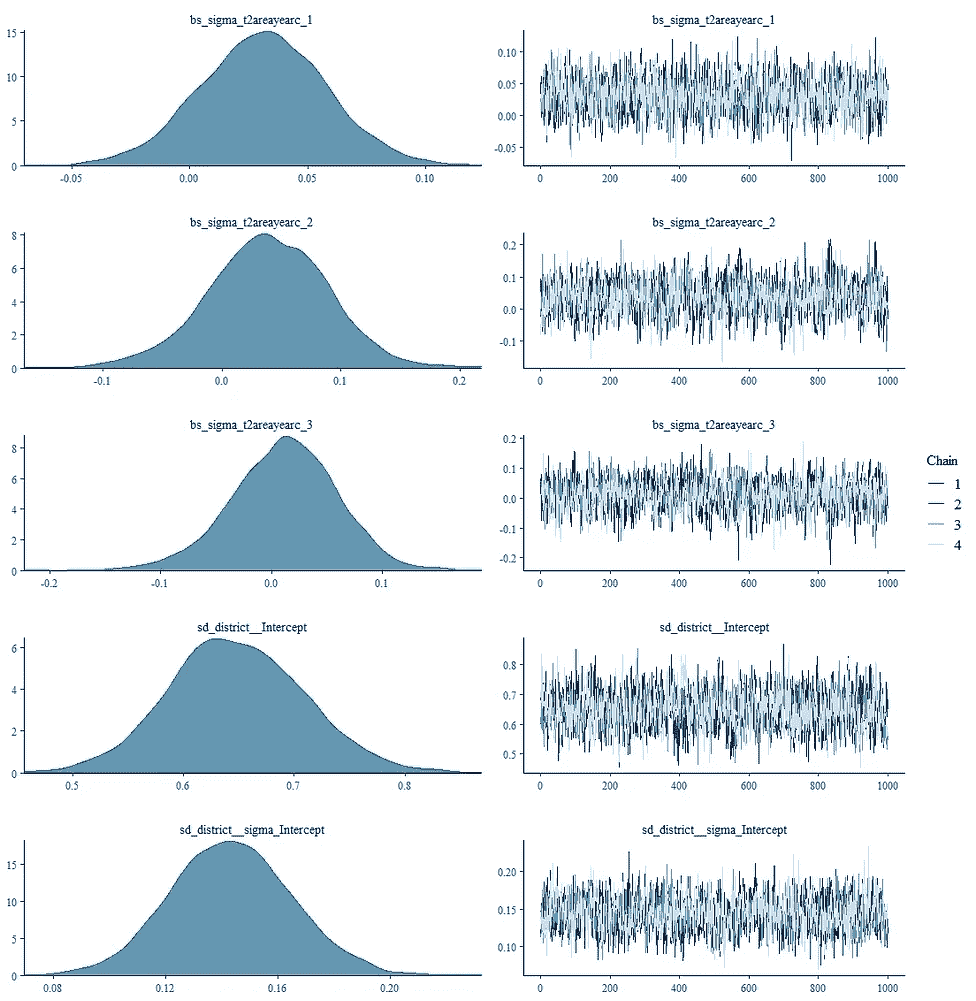 bs_sigma_t2areayearc_1
15
10
5
0
-0.05 0.00 0.05 0.10
bs_sigma_t2areayearc_1
0.10
0.05
0.00
-0.05
0 200 400 600 800 1000
bs_sigma_t2areayearc_2
8
6
4
2
0
-0.1 0.0 0.1 0.2
bs_sigma_t2areayearc_2
0.2
0.1
0.0
-0.1
0 200 400 600 800 1000
bs_sigma_t2areayearc_3
8
6
4
2
0
-0.2 -0.1 0.0 0.1
bs_sigma_t2areayearc_3
0.2
0.1
0.0
-0.1
-0.2
0 200 400 600 800 1000
Chain
1
2
3
4
sd_district__Intercept
6
4
2
0
0.5 0.6 0.7 0.8
sd_district__Intercept
0.8
0.7
0.6
0.5
0 200 400 600 800 1000
sd_district__sigma_Intercept
15
10
5
0
0.08 0.12 0.16 0.20
sd_district__sigma_Intercept
0.20
0.15
0.10
0 200 400 600 800 1000